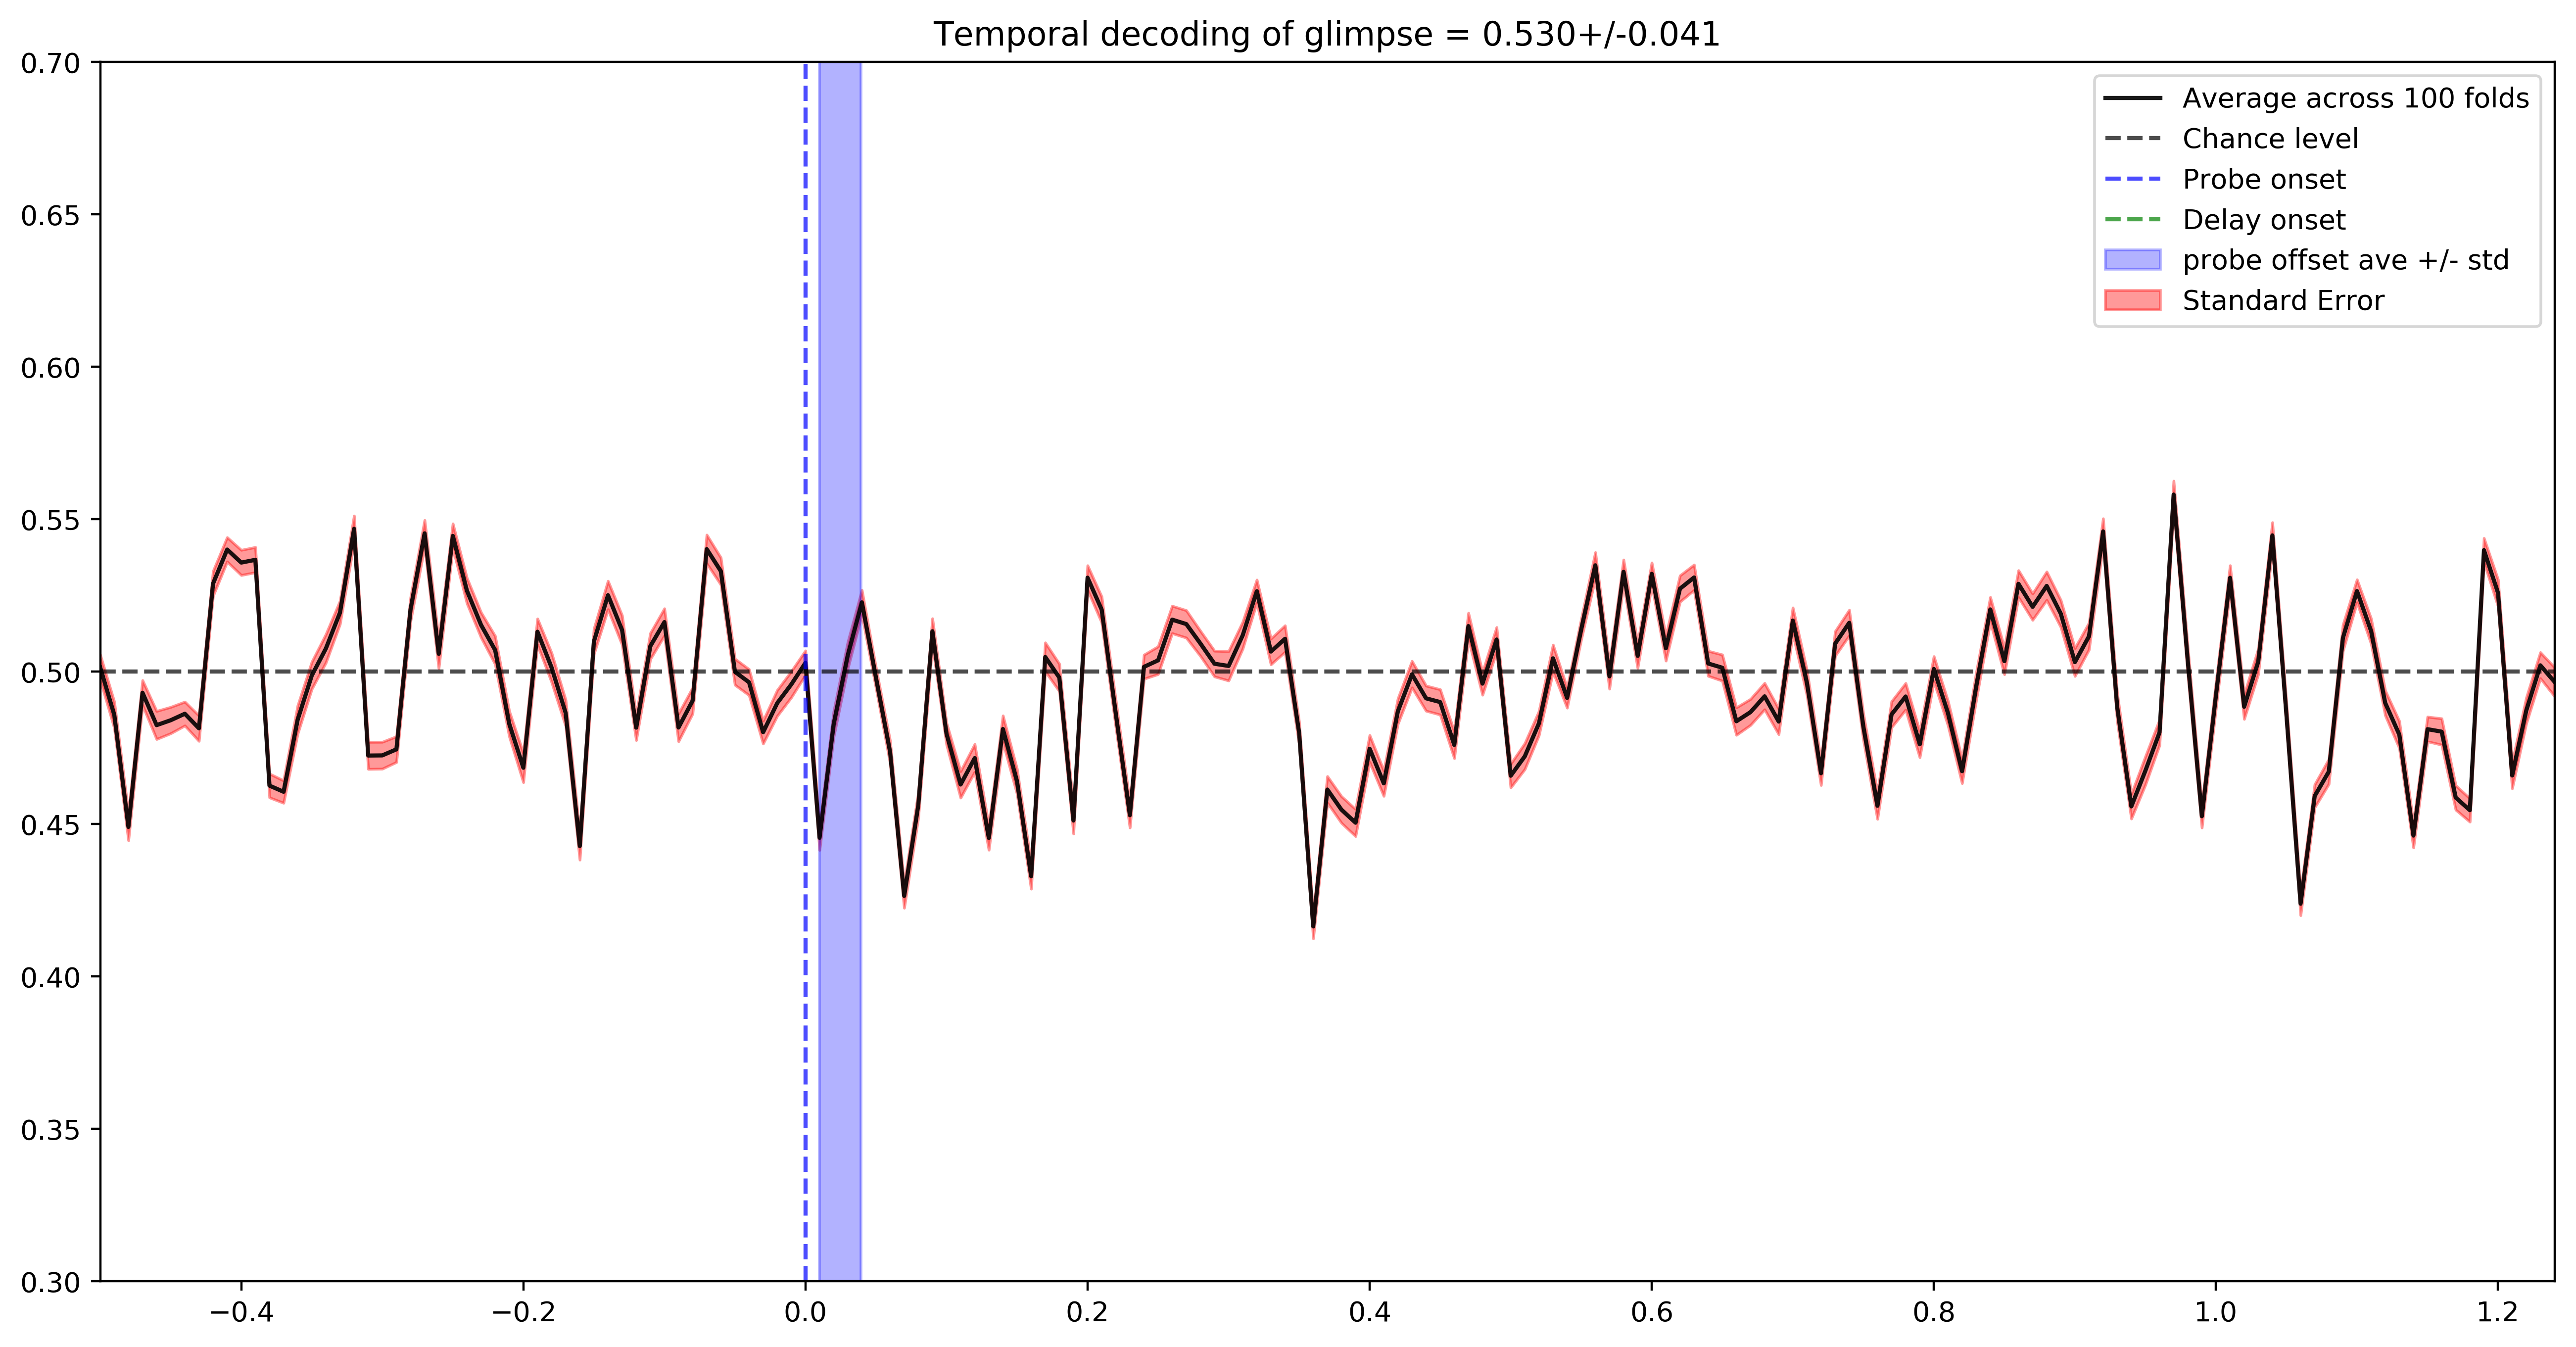 Temporal decoding of glimpse = 0.530+/-0.041
0.70
0.65
0.60
0.55
0.50
0.45
0.40
0.35
0.30
Average across 100 folds
Chance level
Probe onset
Delay onset
probe offset ave +/- std
Standard Error
−0.4 −0.2 0.0 0.2 0.4 0.6 0.8 1.0 1.2